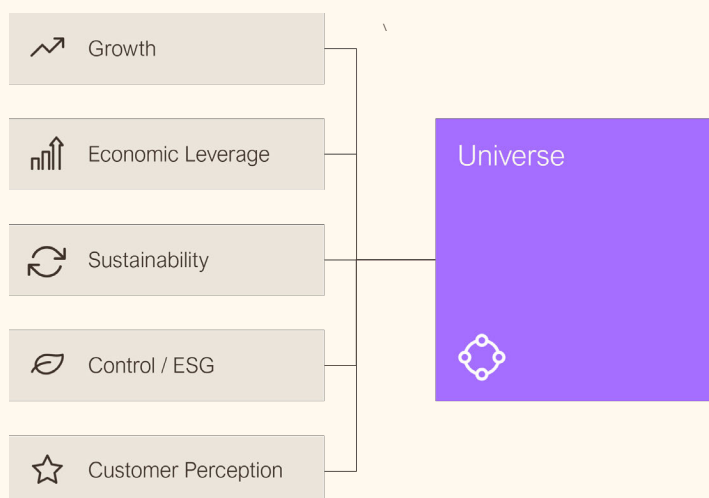 \
Growth
Economic Leverage
Universe
Sustainability
Control / ESG
Customer Perception